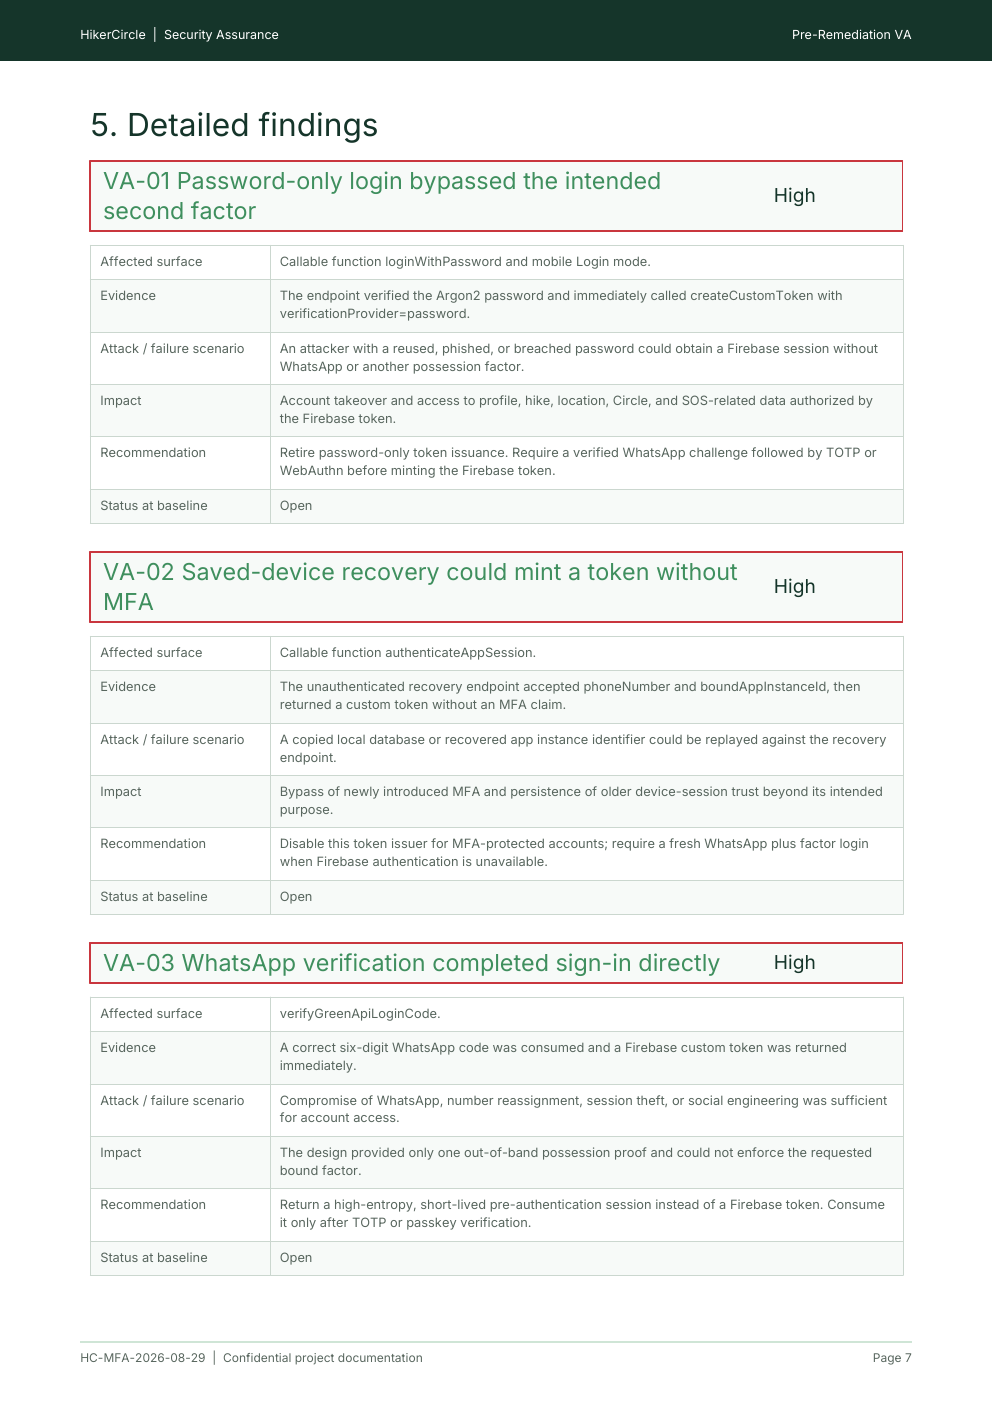 HikerCircle | Security Assurance
Pre-Remediation VA
5. Detailed findings
VA-01 Password-only login bypassed the intended
second factor
High
Affected surface
Callable function loginWithPassword and mobile Login mode.
Evidence
The endpoint verified the Argon2 password and immediately called createCustomToken with
verificationProvider=password.
Attack / failure scenario
An attacker with a reused, phished, or breached password could obtain a Firebase session without
WhatsApp or another possession factor.
Impact
Account takeover and access to profile, hike, location, Circle, and SOS-related data authorized by
the Firebase token.
Recommendation
Retire password-only token issuance. Require a verified WhatsApp challenge followed by TOTP or
WebAuthn before minting the Firebase token.
Status at baseline
Open
VA-02 Saved-device recovery could mint a token without
MFA
High
Affected surface
Callable function authenticateAppSession.
Evidence
The unauthenticated recovery endpoint accepted phoneNumber and boundAppInstanceId, then
returned a custom token without an MFA claim.
Attack / failure scenario
A copied local database or recovered app instance identifier could be replayed against the recovery
endpoint.
Impact
Bypass of newly introduced MFA and persistence of older device-session trust beyond its intended
purpose.
Recommendation
Disable this token issuer for MFA-protected accounts; require a fresh WhatsApp plus factor login
when Firebase authentication is unavailable.
Status at baseline
Open
VA-03 WhatsApp verification completed sign-in directly
High
Affected surface
verifyGreenApiLoginCode.
Evidence
A correct six-digit WhatsApp code was consumed and a Firebase custom token was returned
immediately.
Attack / failure scenario
Compromise of WhatsApp, number reassignment, session theft, or social engineering was sufficient
for account access.
Impact
The design provided only one out-of-band possession proof and could not enforce the requested
bound factor.
Recommendation
Return a high-entropy, short-lived pre-authentication session instead of a Firebase token. Consume
it only after TOTP or passkey verification.
Status at baseline
Open
HC-MFA-2026-08-29 | Confidential project documentation
Page 7